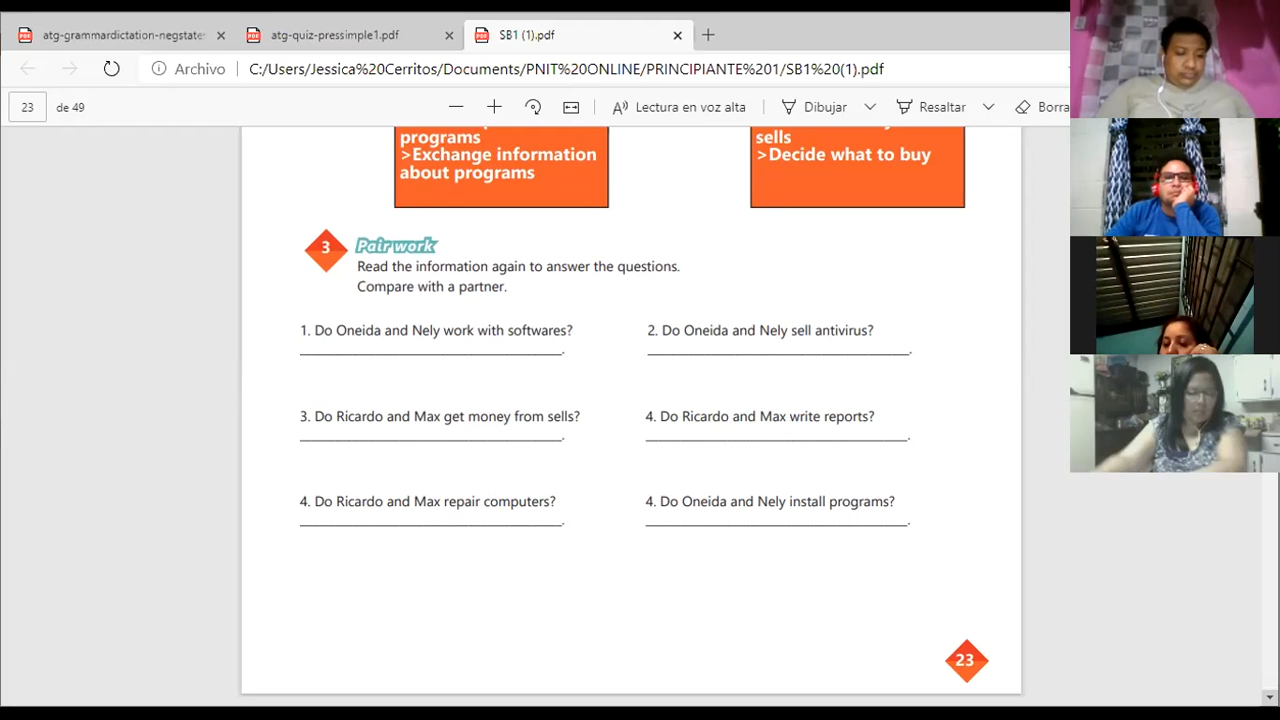 atg-grammardictation-negstate
atg-quiz-pressimple1.pdf
SB1 (1).pdf
Archivo
C:/Users/Jessica%20Cerritos/Documents/PNIT%20ONLINE/PRINCIPIANTE%201/SB1%20(1).pdf
23
de 49
Lectura en voz alta
Dibujar
Resaltar
Borra
programs
>Exchange information
about programs
sells
>Decide what to buy
3
Pair work
Read the information again to answer the questions.
Compare with a partner.
1. Do Oneida and Nely work with softwares?
2. Do Oneida and Nely sell antivirus?
3. Do Ricardo and Max get money from sells?
4. Do Ricardo and Max write reports?
4. Do Ricardo and Max repair computers?
4. Do Oneida and Nely install programs?
23